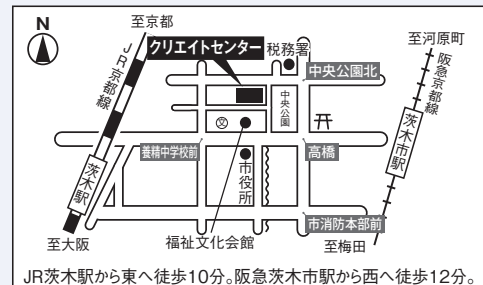 N
至京都
JR京都線
クリエイトセンター
税務署
至河原町
阪急京都線
中央公園北
中央公園
文
養精中学校前
高橋
茨木駅
茨木市駅
市役所
市消防本部前
至大阪
福祉文化会館
至梅田
JR茨木駅から東へ徒歩10分。阪急茨木市駅から西へ徒歩12分。